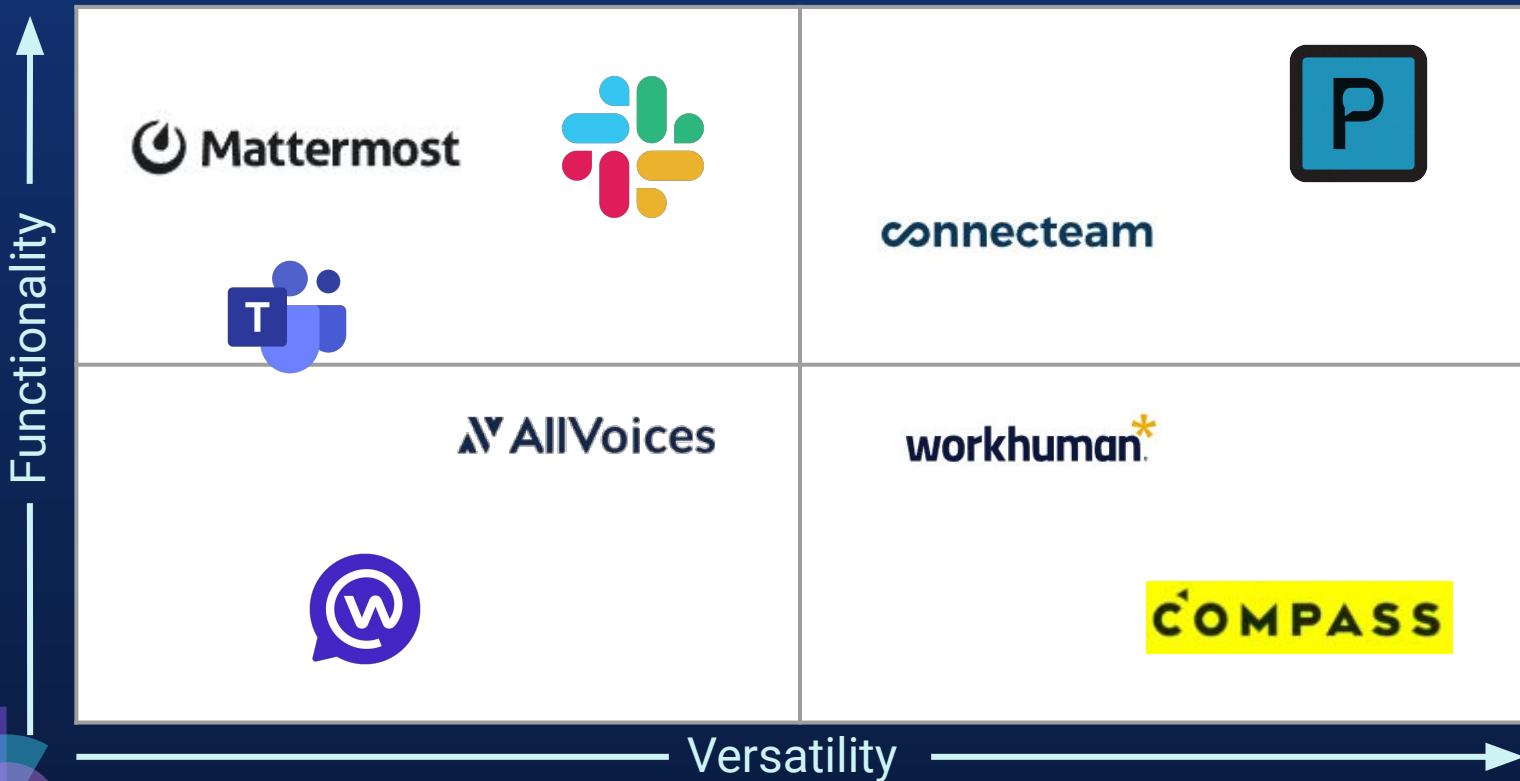 Functionality
Mattermost
P
connecteam
T
AllVoices
workhuman*
W
COMPASS
Versatility